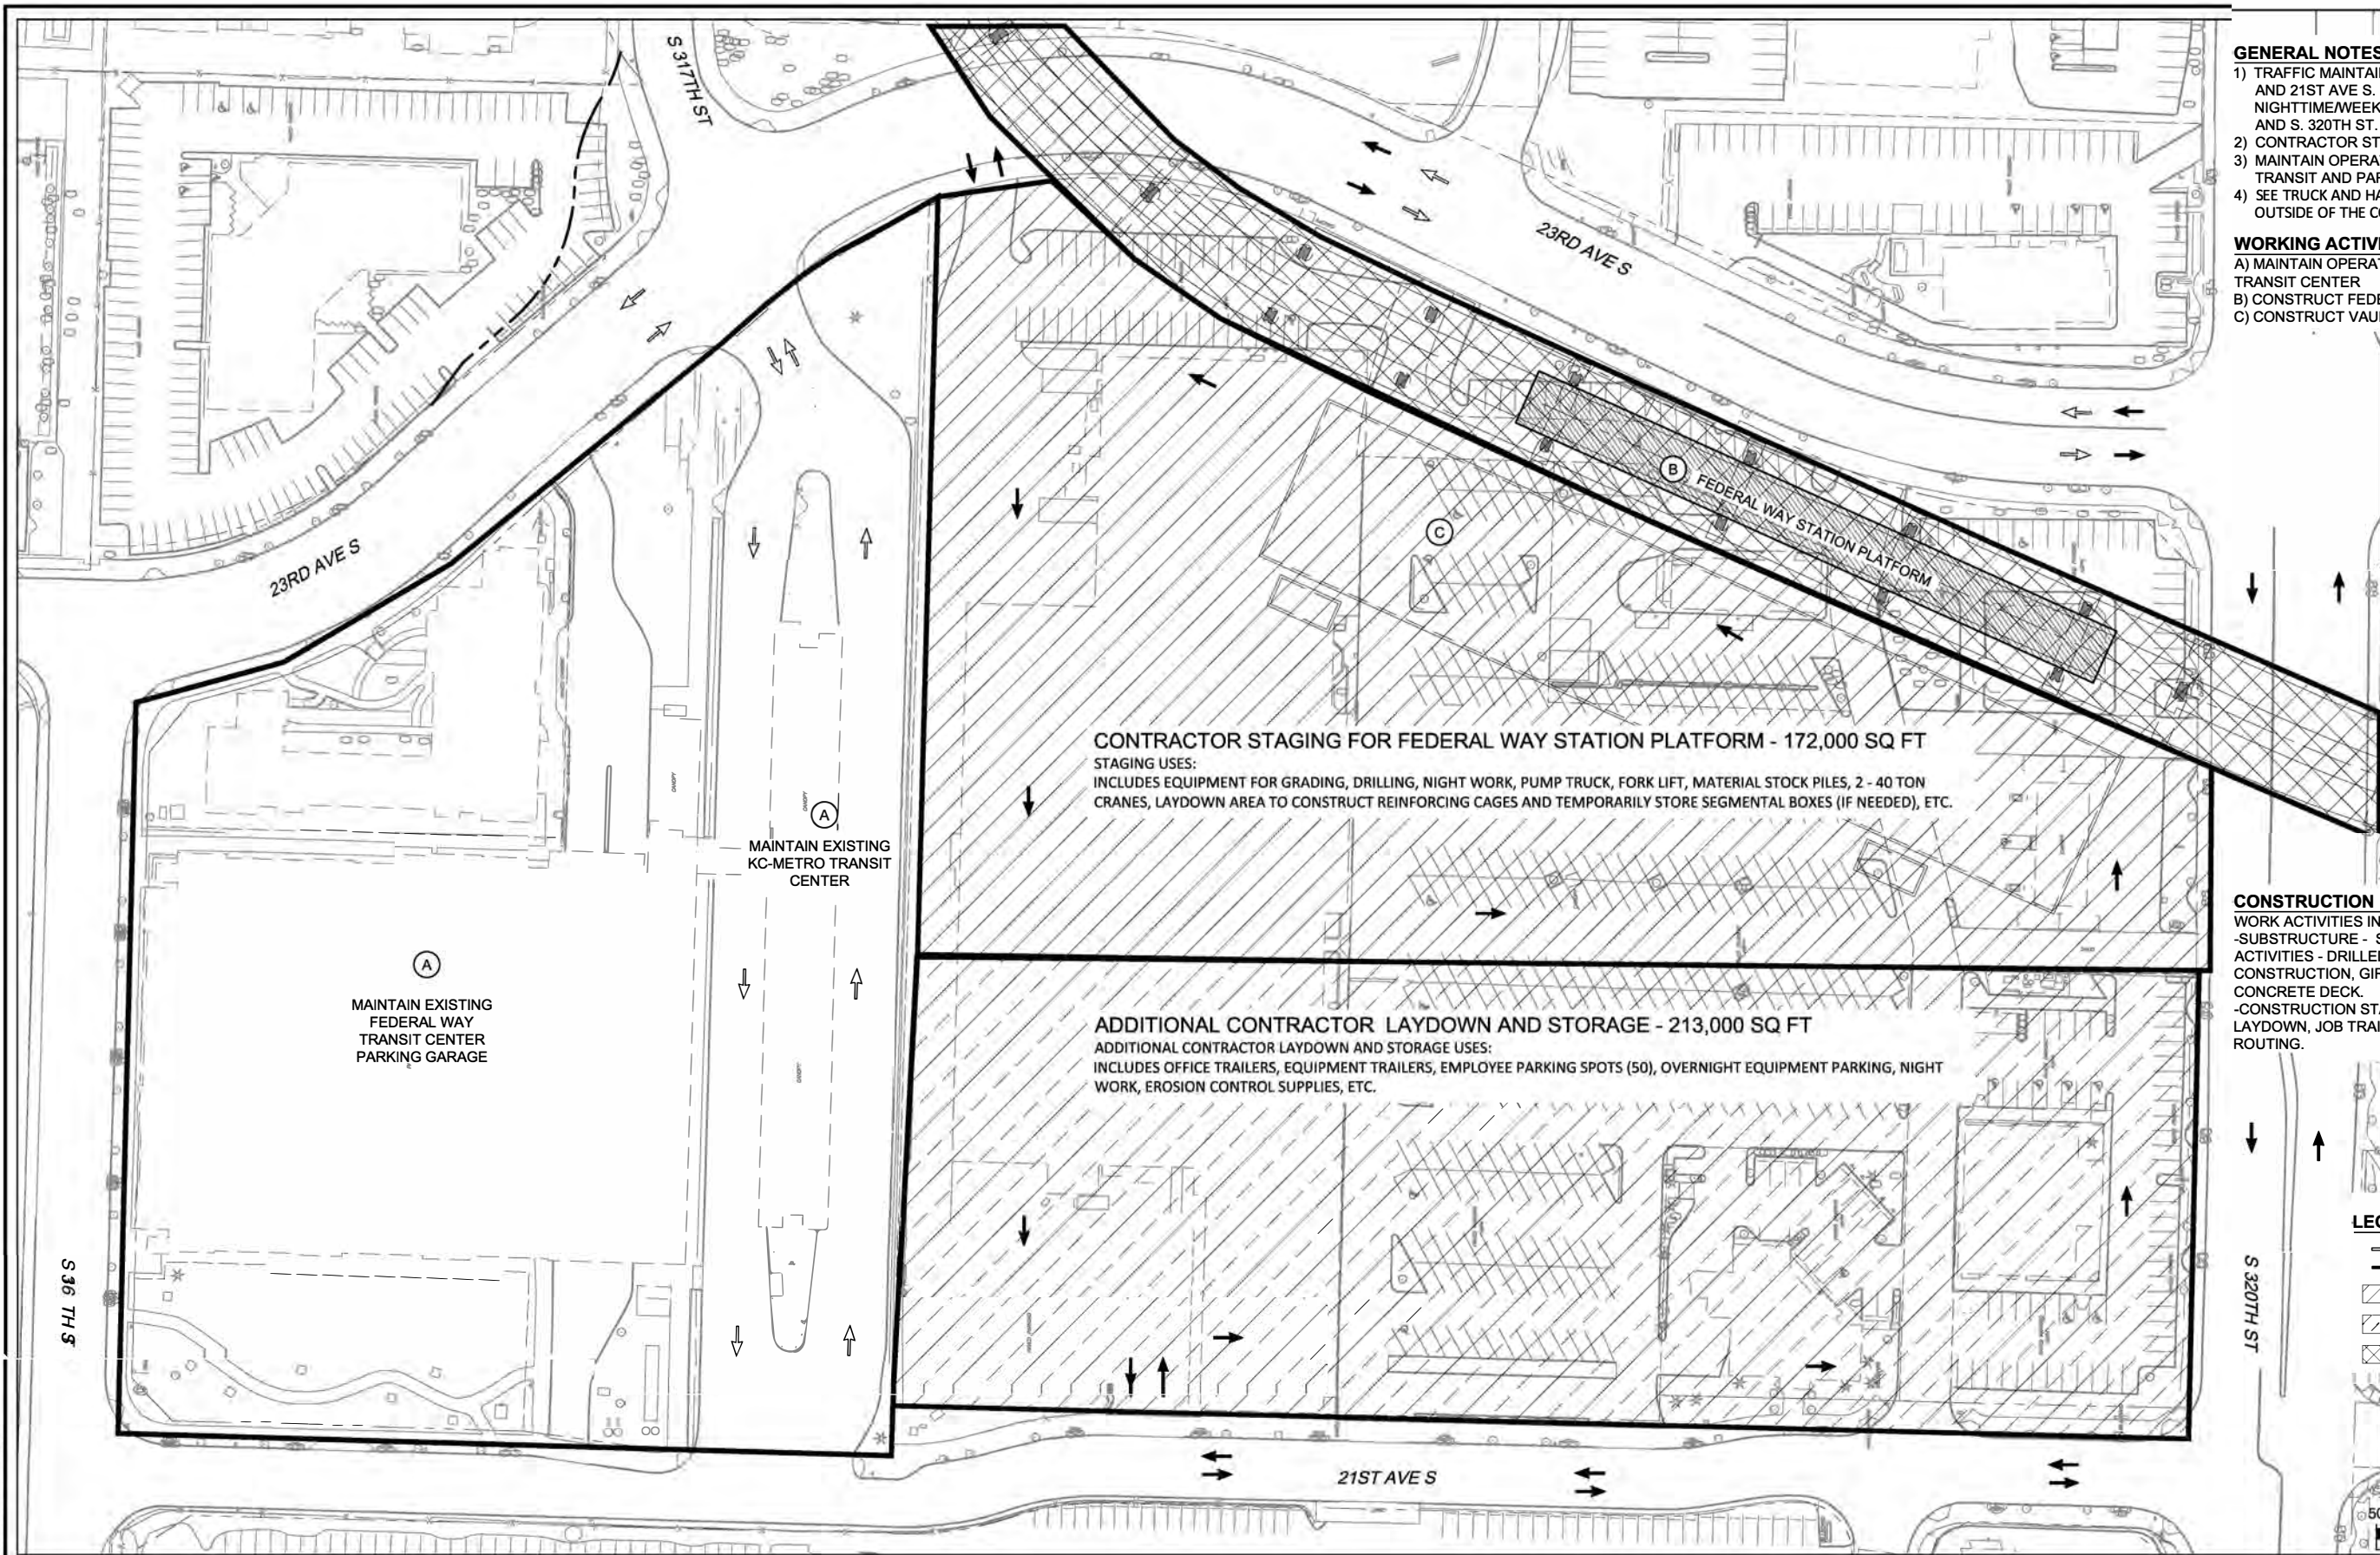 S 317TH ST
23RD AVE S
23RD AVE S
B
FEDERAL WAY STATION PLATFORM
C
CONTRACTOR STAGING FOR FEDERAL WAY STATION PLATFORM - 172,000 SQ FT
STAGING USES:
INCLUDES EQUIPMENT FOR GRADING, DRILLING, NIGHT WORK, PUMP TRUCK, FORK LIFT, MATERIAL STOCK PILES, 2 - 40 TON
CRANES, LAYDOWN AREA TO CONSTRUCT REINFORCING CAGES AND TEMPORARILY STORE SEGMENTAL BOXES (IF NEEDED), ETC.
A
MAINTAIN EXISTING
KC-METRO TRANSIT
CENTER
A
MAINTAIN EXISTING
FEDERAL WAY
TRANSIT CENTER
PARKING GARAGE
ADDITIONAL CONTRACTOR LAYDOWN AND STORAGE - 213,000 SQ FT
ADDITIONAL CONTRACTOR LAYDOWN AND STORAGE USES:
INCLUDES OFFICE TRAILERS, EQUIPMENT TRAILERS, EMPLOYEE PARKING SPOTS (50), OVERNIGHT EQUIPMENT PARKING, NIGHT
WORK, EROSION CONTROL SUPPLIES, ETC.
S 316 TH S
S 320TH ST
21ST AVE S
GENERAL NOTES
1) TRAFFIC MAINTAI
AND 21ST AVE S.
NIGHTTIME/WEEK
AND S. 320TH ST.
2) CONTRACTOR ST
3) MAINTAIN OPERA
TRANSIT AND PAR
4) SEE TRUCK AND HA
OUTSIDE OF THE C
WORKING ACTIVI
A) MAINTAIN OPERAT
TRANSIT CENTER
B) CONSTRUCT FEDE
C) CONSTRUCT VAU
CONSTRUCTION
WORK ACTIVITIES IN
-SUBSTRUCTURE - S
ACTIVITIES - DRILLE
CONSTRUCTION, GIR
CONCRETE DECK.
-CONSTRUCTION STA
LAYDOWN, JOB TRAI
ROUTING.
LEG
50